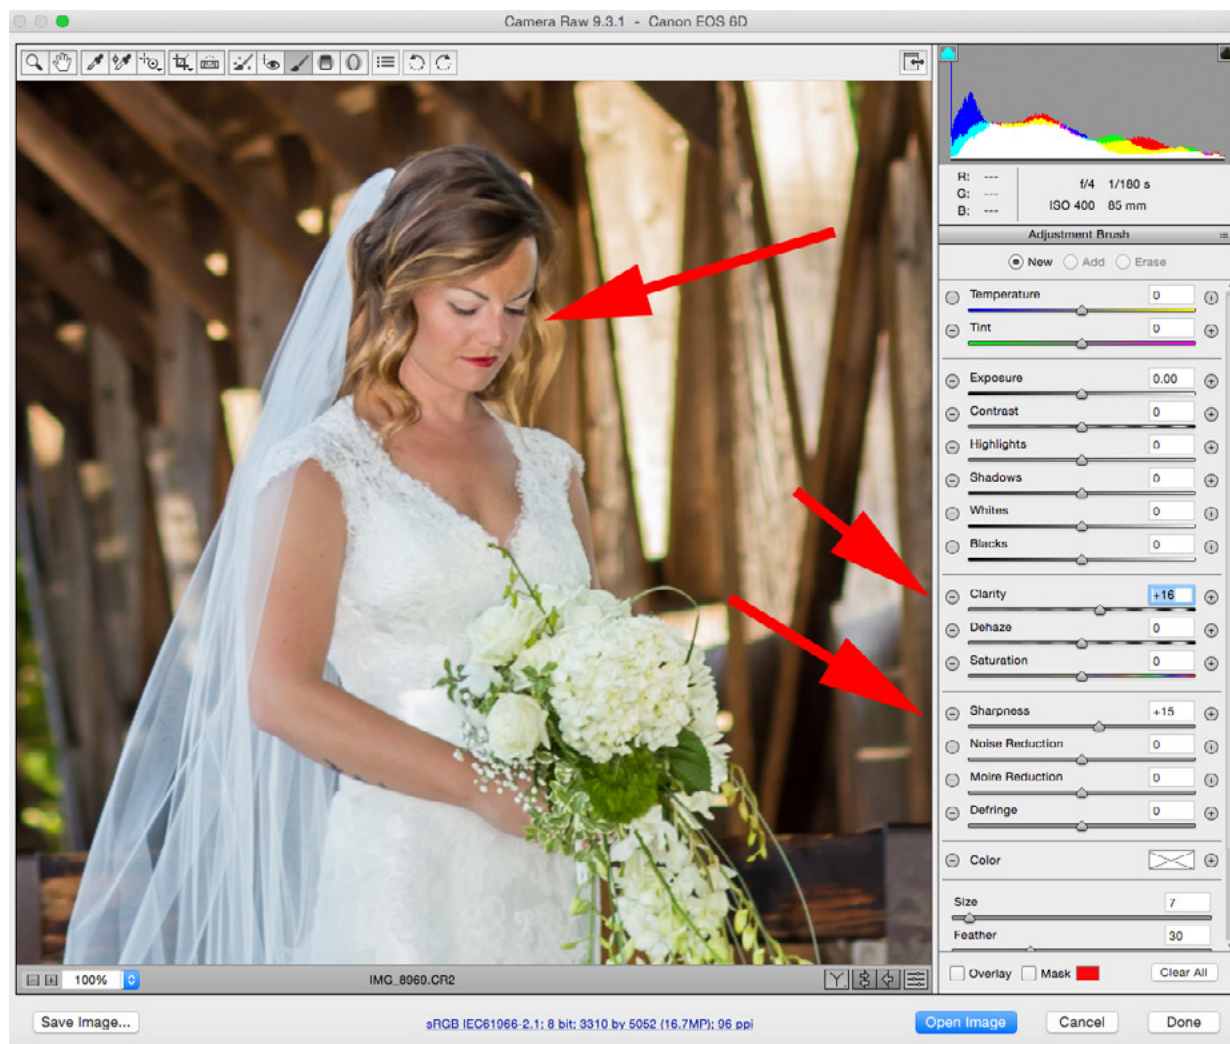 Camera Raw 9.3.1 - Canon EOS 6D
R: ---
G: ---
B: ---
f/4 1/180 s
ISO 400 85 mm
Adjustment Brush
New Add Erase
Temperature 0
Tint 0
Exposure 0.00
Contrast 0
Highlights 0
Shadows 0
Whites 0
Blacks 0
Clarity +16
Dehaze 0
Saturation 0
Sharpness +15
Noise Reduction 0
Moire Reduction 0
Defringe 0
Color
Size 7
Feather 30
Overlay Mask Clear All
100% IMG_8969.CR2 Y
Save Image... sRGB IEC61966-2.1; 8 bit; 3310 by 5052 (16.7MP); 96 ppi Open Image Cancel Done